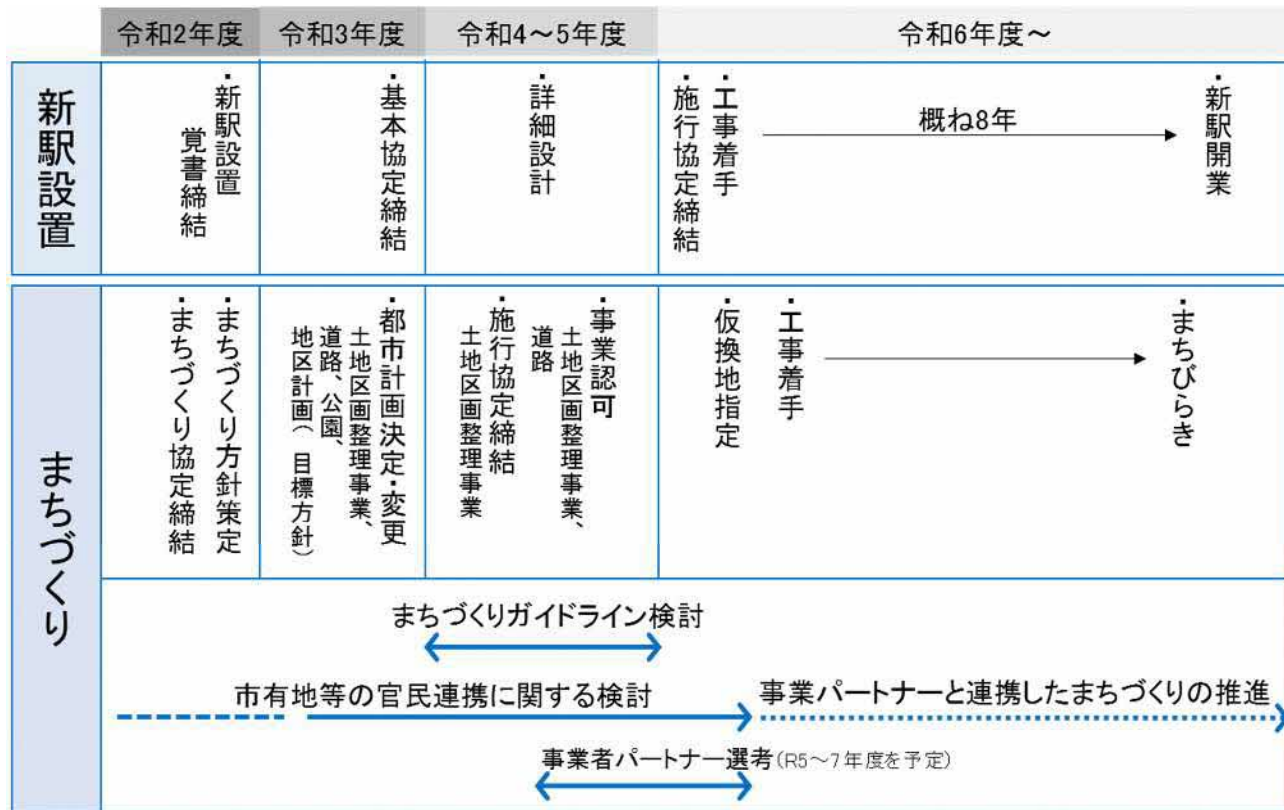 令和2年度
令和3年度
令和4～5年度
令和6年度～
新駅設置
・新駅設置
覚書締結
・基本協定締結
・詳細設計
・工事着手
・施行協定締結
概ね8年
・新駅開業
まちづくり
・まちづくり方針策定
・まちづくり協定締結
・都市計画決定・変更
土地区画整理事業、
道路、公園、
地区計画（目標方針）
・事業認可
土地区画整理事業、
道路
・施行協定締結
土地区画整理事業
・仮換地指定
・工事着手
・まちびらき
まちづくりガイドライン検討
市有地等の官民連携に関する検討
事業パートナーと連携したまちづくりの推進
事業者パートナー選考(R5～7年度を予定)